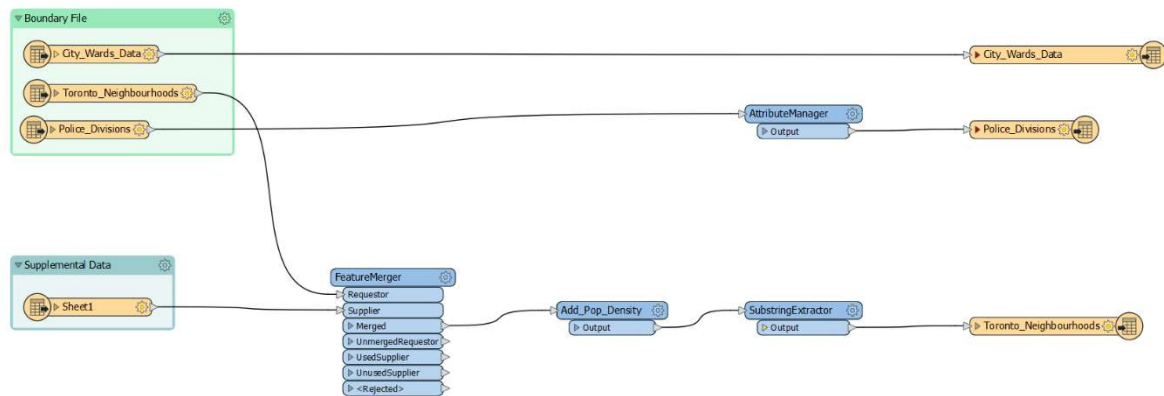 Boundary File
City_Wards_Data
City_Wards_Data
Toronto_Neighbourhoods
Police_Divisions
AttributeManager
Output
Police_Divisions
Supplemental Data
Sheet1
FeatureMerger
Requestor
Supplier
Merged
UnmergedRequestor
UsedSupplier
UnusedSupplier
<Rejected>
Add_Pop_Density
Output
SubstringExtractor
Output
Toronto_Neighbourhoods